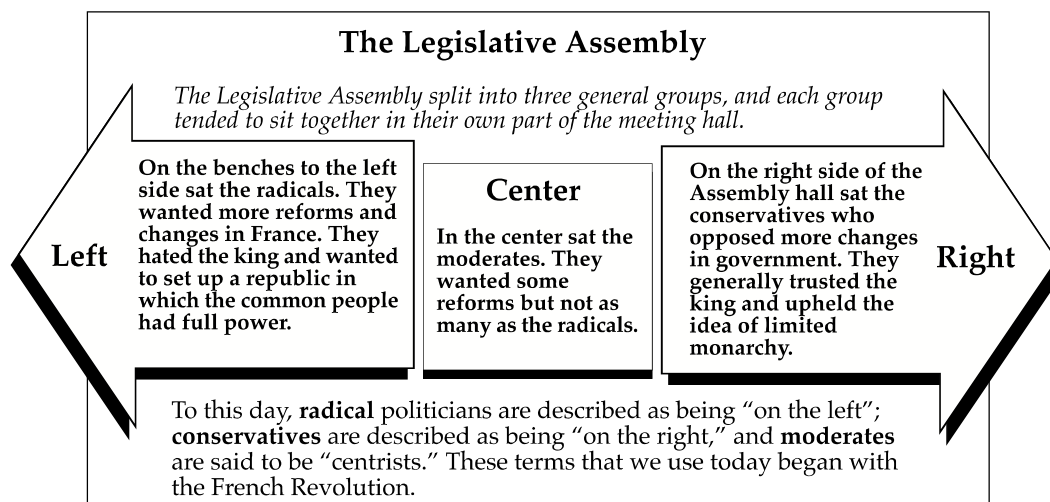 The Legislative Assembly
The Legislative Assembly split into three general groups, and each group
tended to sit together in their own part of the meeting hall.
Left
On the benches to the left
side sat the radicals. They
wanted more reforms and
changes in France. They
hated the king and wanted
to set up a republic in
which the common people
had full power.
Center
In the center sat the
moderates. They
wanted some
reforms but not as
many as the radicals.
On the right side of the
Assembly hall sat the
conservatives who
opposed more changes
in government. They
generally trusted the
king and upheld the
idea of limited
monarchy.
Right
To this day, radical politicians are described as being “on the left”;
conservatives are described as being “on the right,” and moderates
are said to be “centrists.” These terms that we use today began with
the French Revolution.